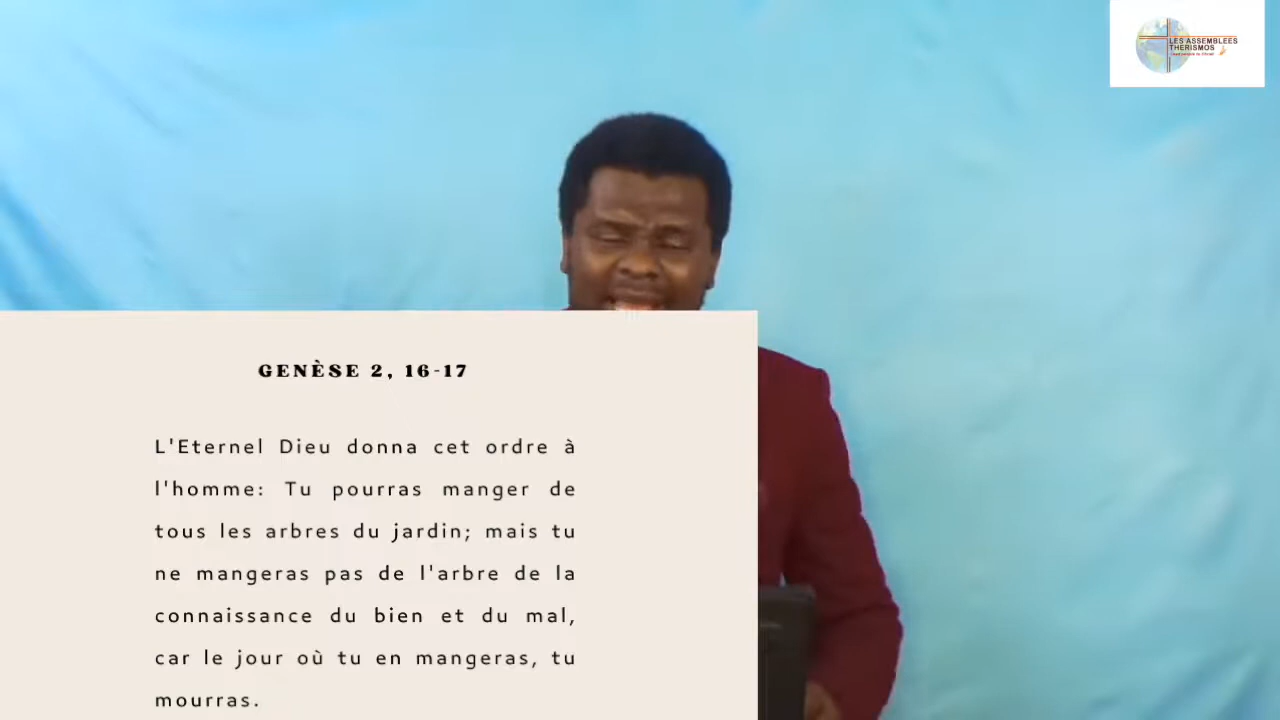 LES ASSEMBLEES
THERISMOS
GENÈSE 2, 16-17
L'Eternel Dieu donna cet ordre à
l'homme: Tu pourras manger de
tous les arbres du jardin; mais tu
ne mangeras pas de l'arbre de la
connaissance du bien et du mal,
car le jour où tu en mangeras, tu
mourras.